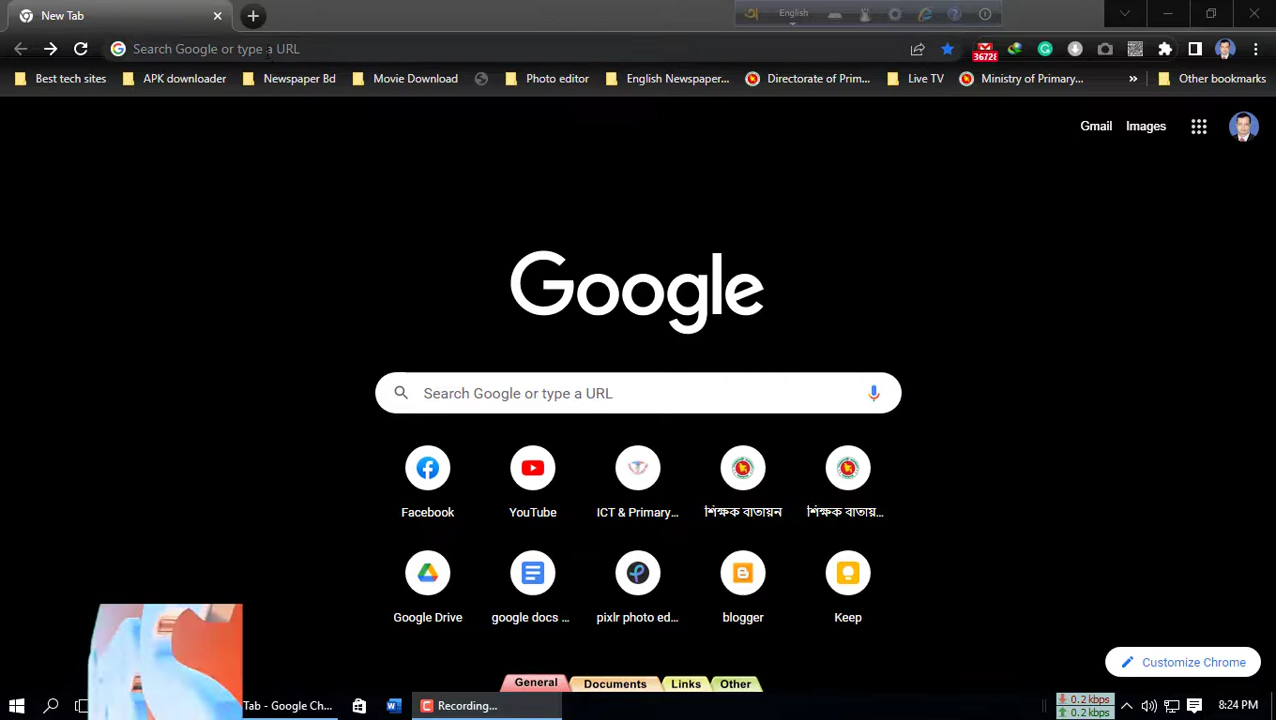 New Tab
English
Search Google or type a URL
3672
Best tech sites
APK downloader
Newspaper Bd
Movie Download
Photo editor
English Newspaper...
Directorate of Prim...
Live TV
Ministry of Primary...
Other bookmarks
Gmail
Images
Google
Search Google or type a URL
Facebook
YouTube
ICT & Primary...
শিক্ষক বাতায়ন
শিক্ষক বাতায়...
Google Drive
google docs ...
pixlr photo ed...
blogger
Keep
Customize Chrome
General
Documents
Links
Other
Tab - Google Ch...
Recording...
0.2 kbps
0.2 kbps
8:24 PM